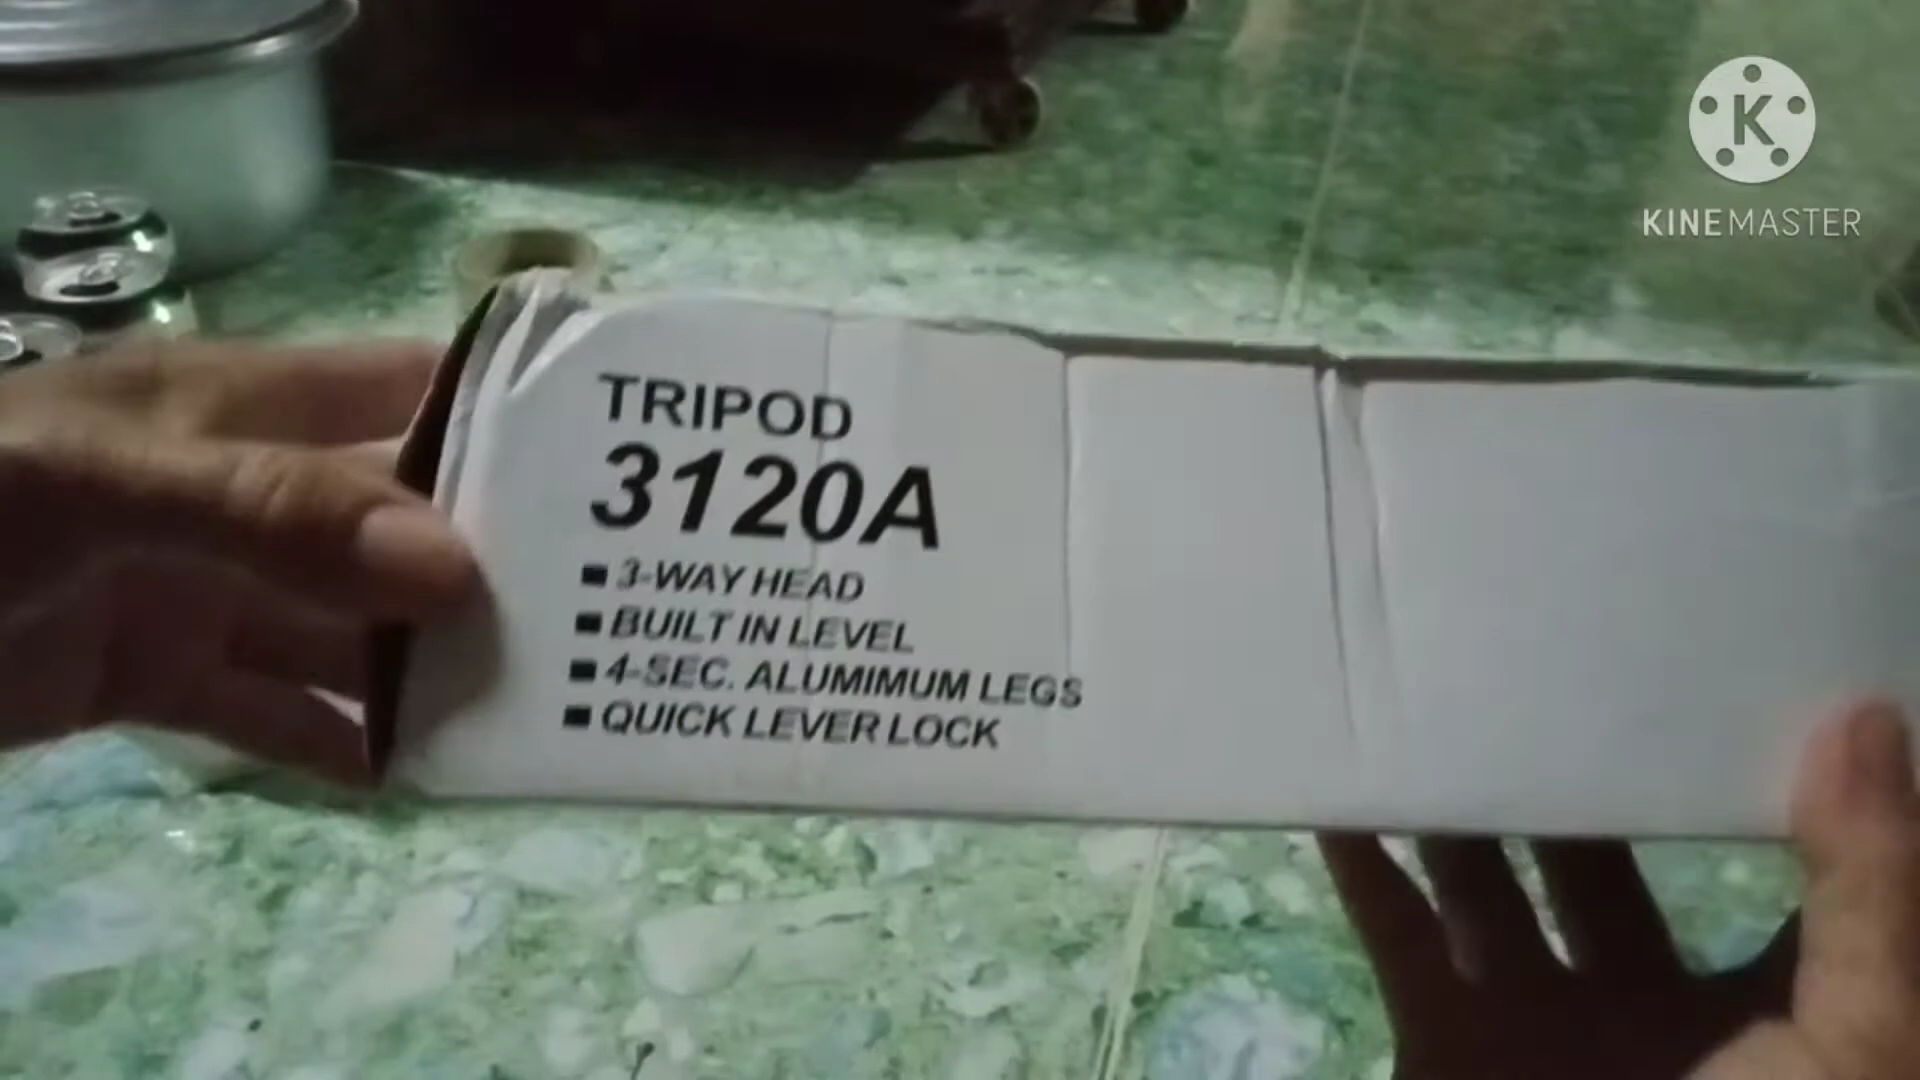 K
KINEMASTER
TRIPOD
3120A
■ 3-WAY HEAD
■ BUILT IN LEVEL
■ 4-SEC. ALUMIMUM LEGS
■ QUICK LEVER LOCK